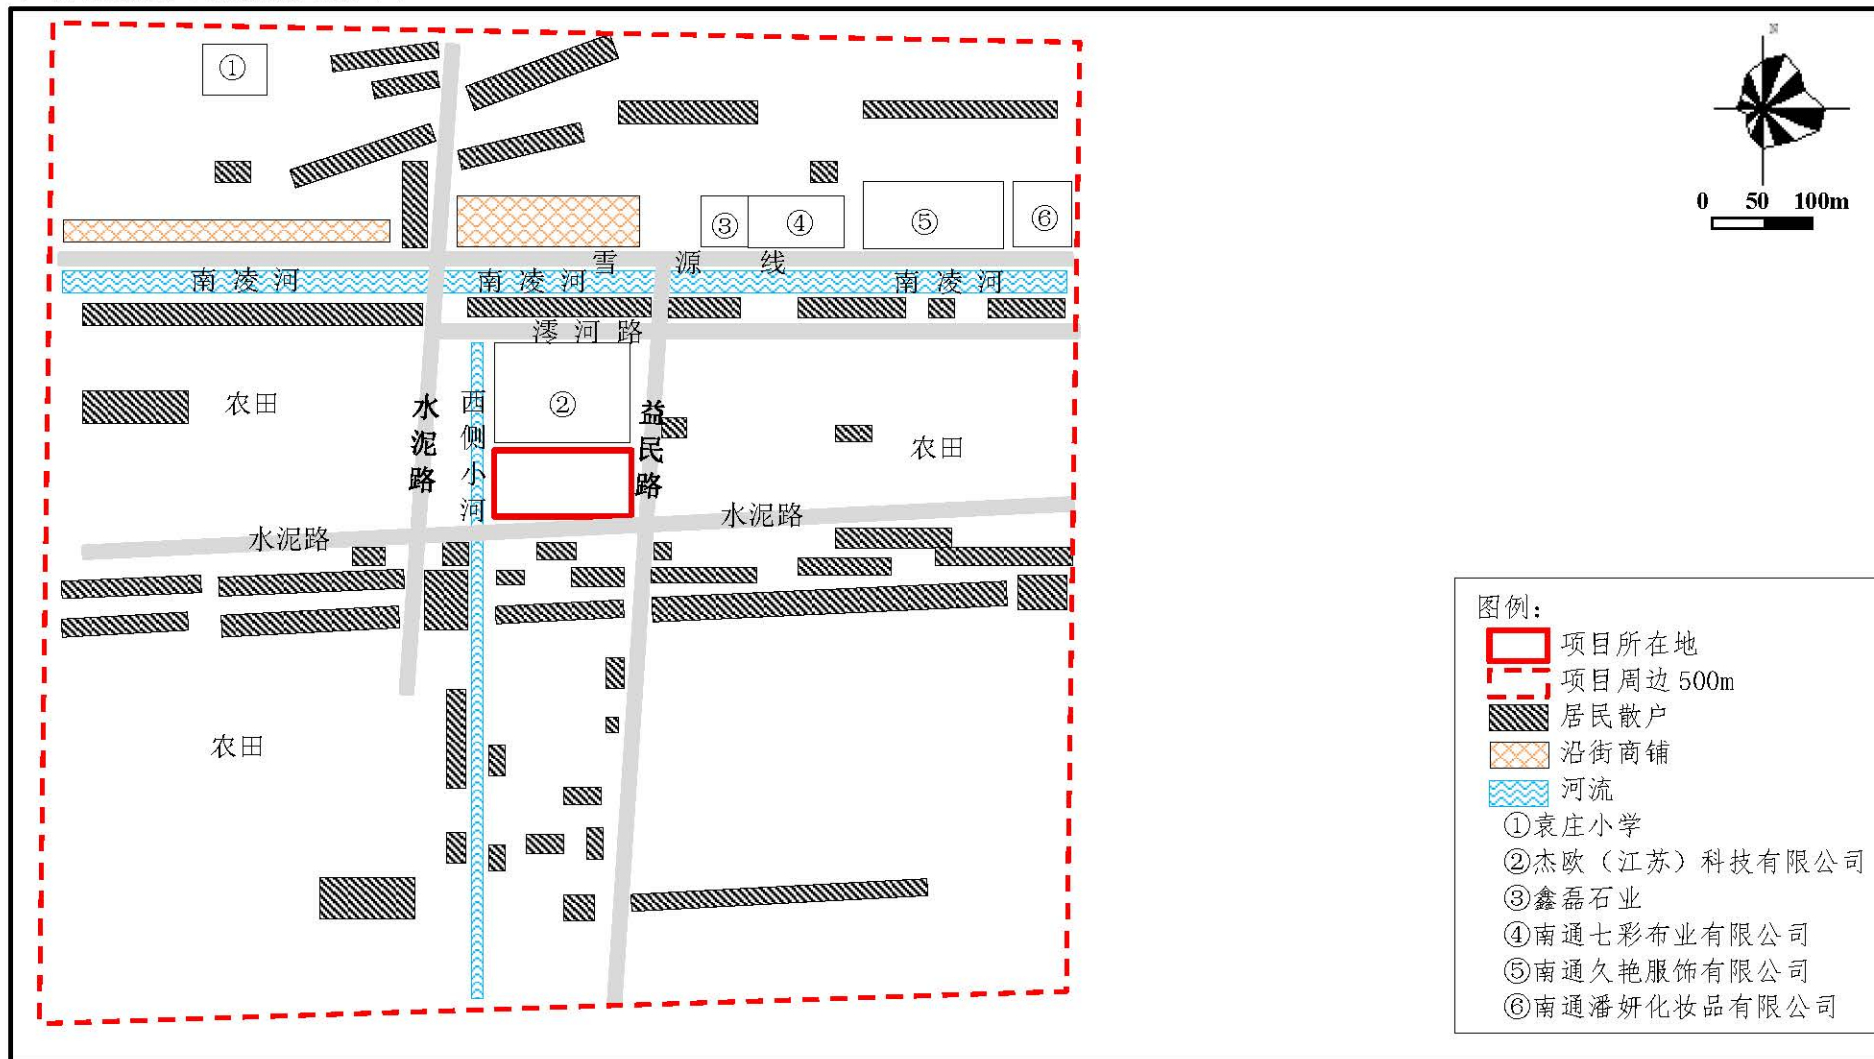 N
①
0 50 100m
③
④
⑤
⑥
雪源线
南凌河
南凌河
南凌河
澪河路
农田
水泥路
西侧小河
②
益民路
农田
水泥路
水泥路
农田
图例：
项目所在地
项目周边500m
居民散户
沿街商铺
河流
①袁庄小学
②杰欧（江苏）科技有限公司
③鑫磊石业
④南通七彩布业有限公司
⑤南通久艳服饰有限公司
⑥南通潘妍化妆品有限公司